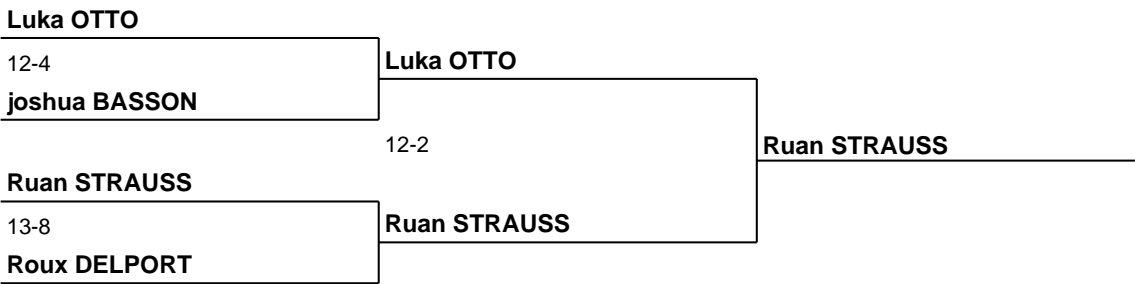 Luka OTTO
12-4
Luka OTTO
joshua BASSON
12-2
Ruan STRAUSS
Ruan STRAUSS
13-8
Ruan STRAUSS
Roux DELPORT